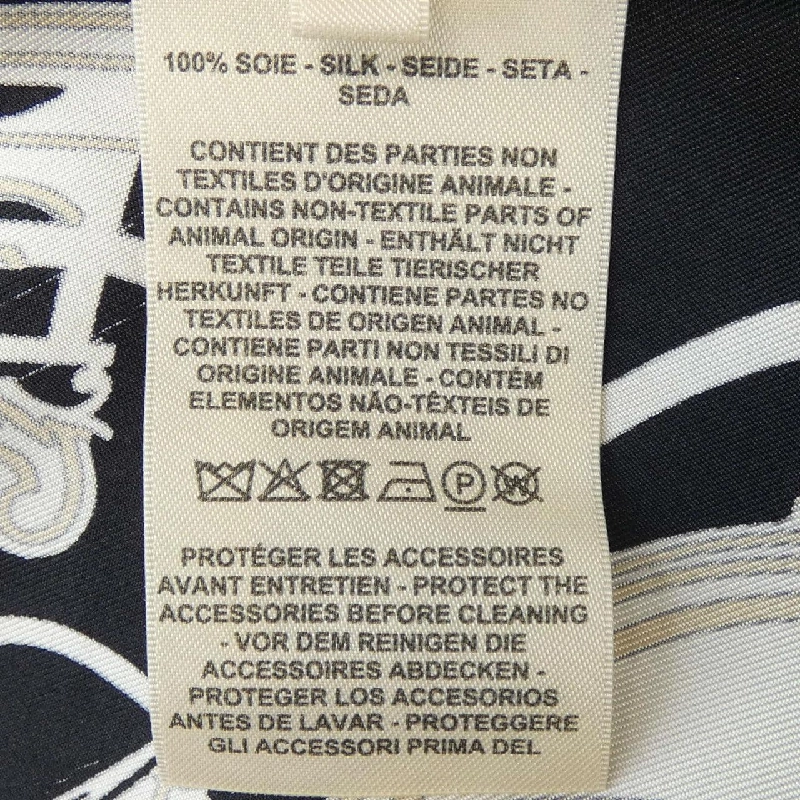 100% SOIE - SILK - SEIDE - SETA -
SEDA
CONTIENT DES PARTIES NON
TEXTILES D'ORIGINE ANIMALE -
CONTAINS NON-TEXTILE PARTS OF
ANIMAL ORIGIN - ENTHÄLT NICHT
TEXTILE TEILE TIERISCHER
HERKUNFT - CONTIENE PARTES NO
TEXTILES DE ORIGEN ANIMAL -
CONTIENE PARTI NON TESSILI DI
ORIGINE ANIMALE - CONTÉM
ELEMENTOS NÃO-TÊXTEIS DE
ORIGEM ANIMAL
P W
PROTÉGER LES ACCESSOIRES
AVANT ENTRETIEN - PROTECT THE
ACCESSORIES BEFORE CLEANING
- VOR DEM REINIGEN DIE
ACCESSOIRES ABDECKEN -
PROTEGER LOS ACCESORIOS
ANTES DE LAVAR - PROTEGGERE
GLI ACCESSORI PRIMA DEL